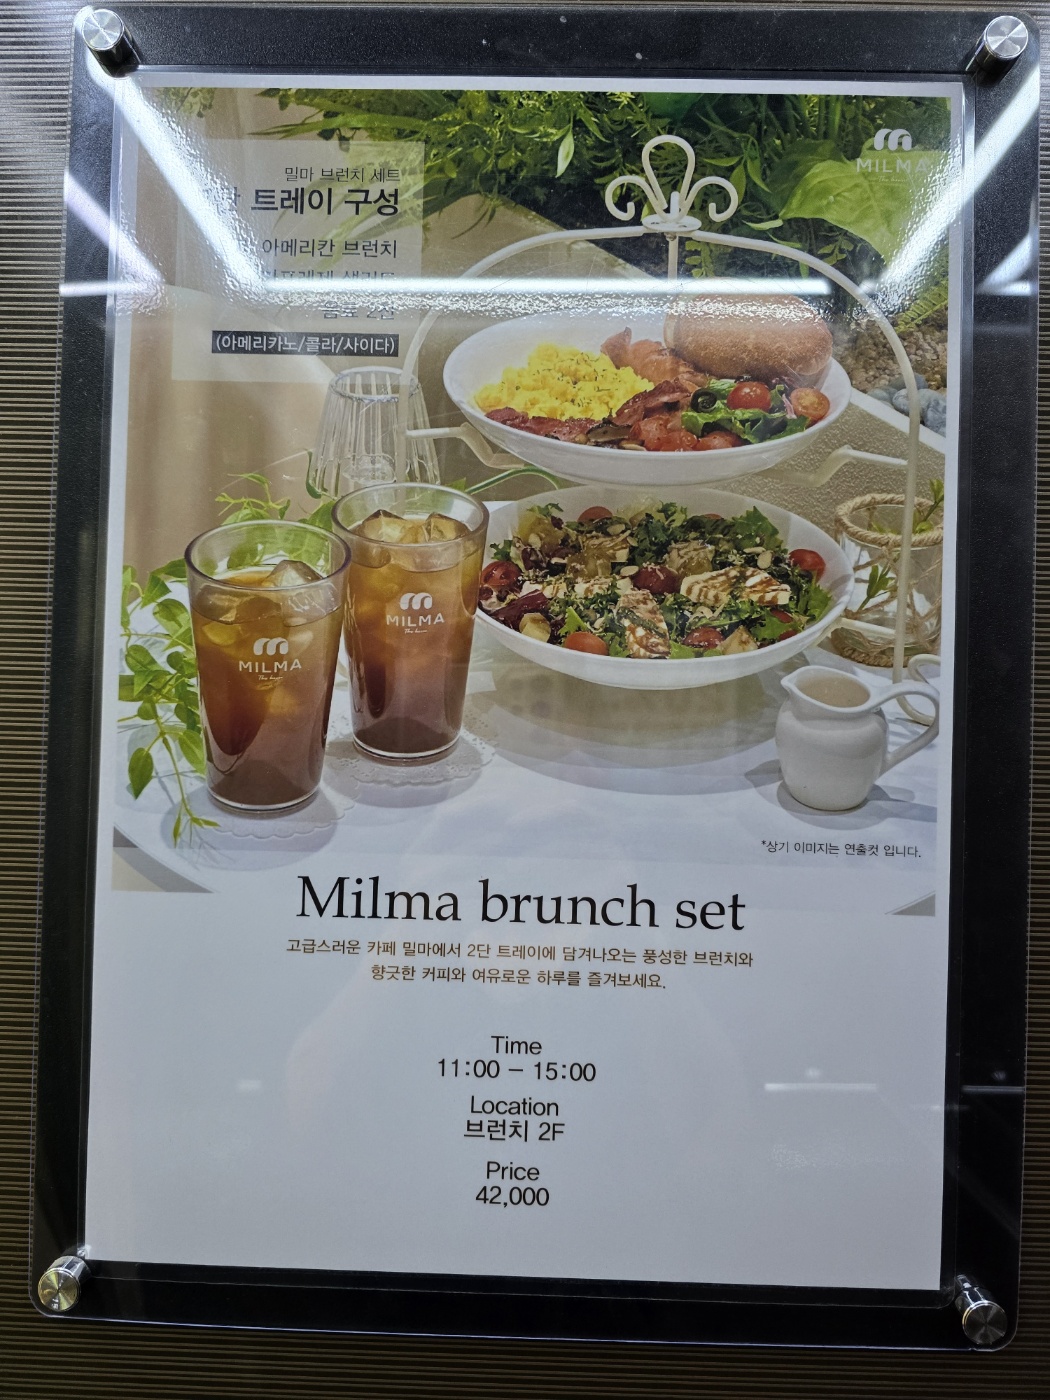 밀마 브런치 세트
트레이 구성
아메리칸 브런치
음료 2잔
(아메리카노/콜라/사이다)
MILMA
MILMA
The bom
MILMA
*상기 이미지는 연출컷 입니다.
Milma brunch set
고급스러운 카페 밀마에서 2단 트레이에 담겨나오는 풍성한 브런치와
향긋한 커피와 여유로운 하루를 즐겨보세요.
Time
11:00 – 15:00
Location
브런치 2F
Price
42,000